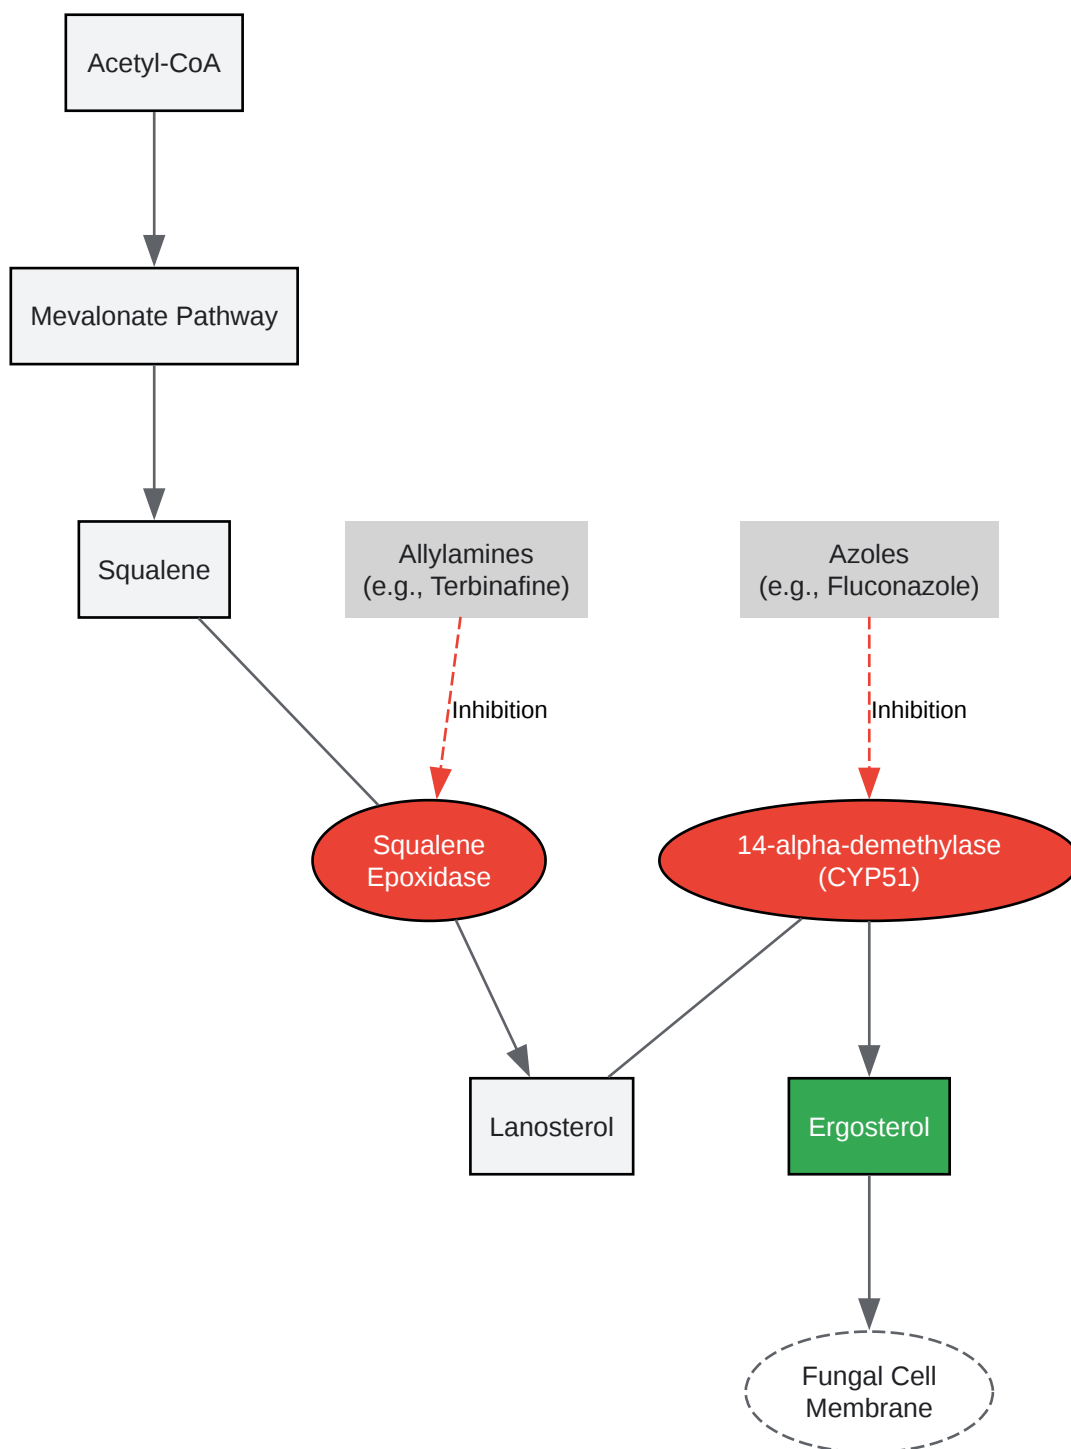 Acetyl-CoA
Mevalonate Pathway
Squalene
Allylamines
(e.g., Terbinafine)
Azoles
(e.g., Fluconazole)
Inhibition
Inhibition
Squalene
Epoxidase
14-alpha-demethylase
(CYP51)
Lanosterol
Ergosterol
Fungal Cell
Membrane